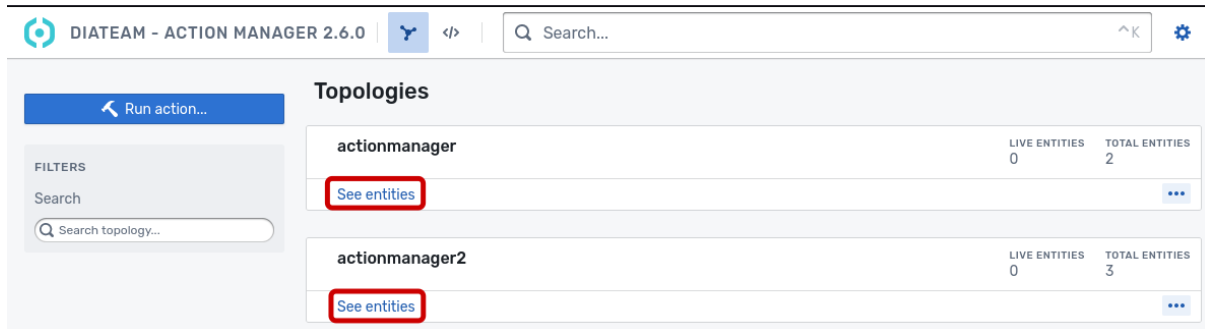 DIATEAM - ACTION MANAGER 2.6.0 </> Search... ^K
Run action...
FILTERS
Search
Search topology...
Topologies
actionmanager
LIVE ENTITIES TOTAL ENTITIES
0 2
See entities
actionmanager2
LIVE ENTITIES TOTAL ENTITIES
0 3
See entities